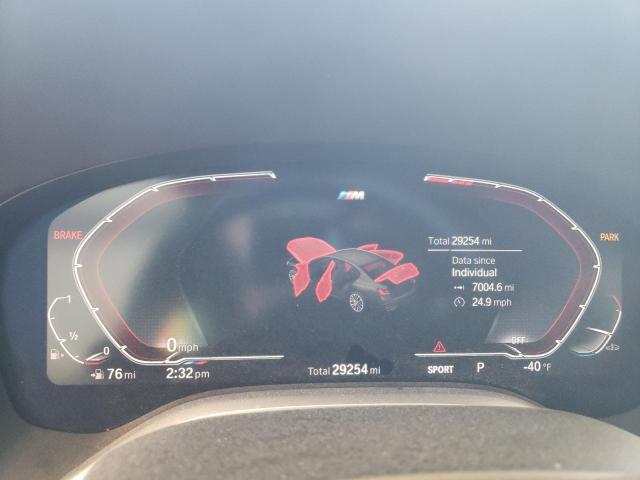 M
BRAKE
Total 29254 mi
PARK
Data since
Individual
7004.6 mi
24.9 mph
1
1/2
0
0 mph
OFF
76 mi
2:32 pm
Total 29254 mi
SPORT
P
-40 °F